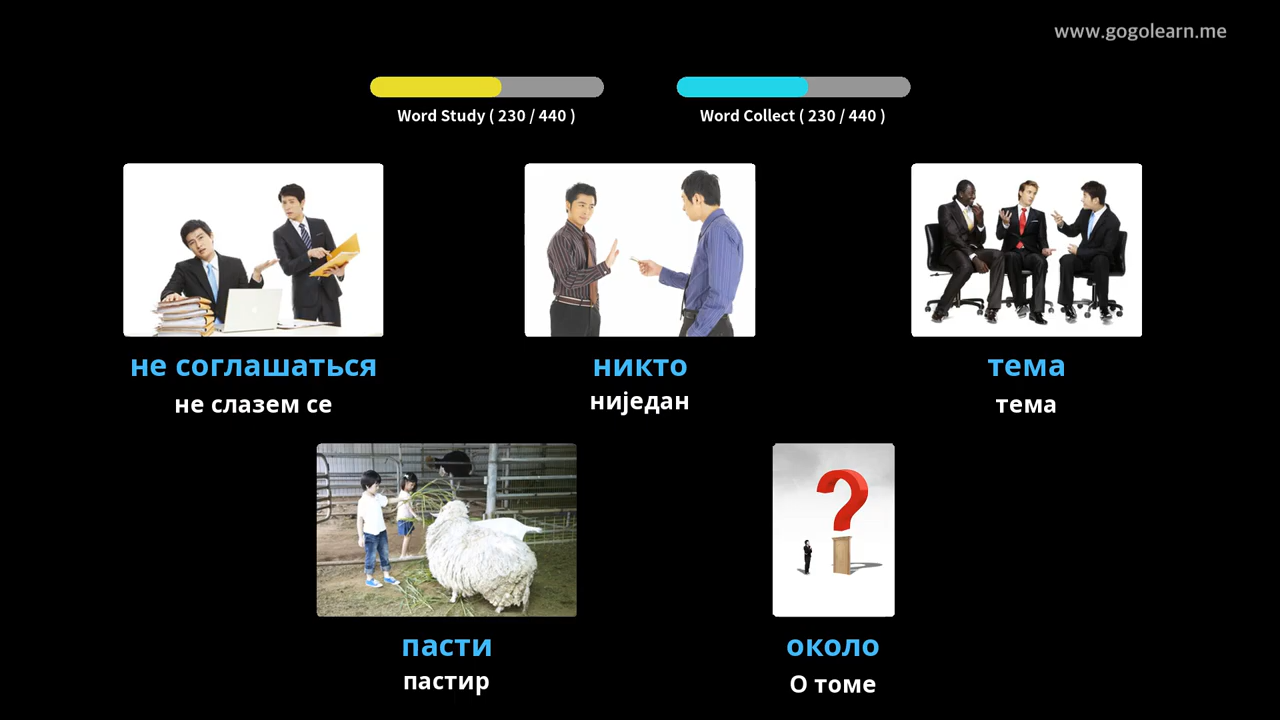 www.gogolearn.me
Word Study ( 230 / 440 )
Word Collect ( 230 / 440 )
не соглашаться
не слазем се
никто
ниједан
тема
тема
пасти
пастир
около
О томе